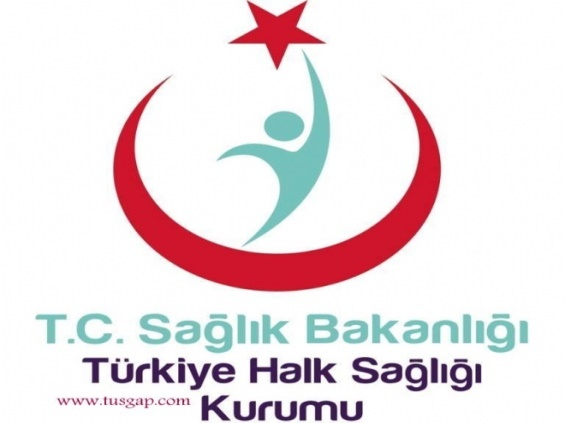 T.C. Sağlık Bakanlığı
Türkiye Halk Sağlığı
Kurumu
www.tusgap.com